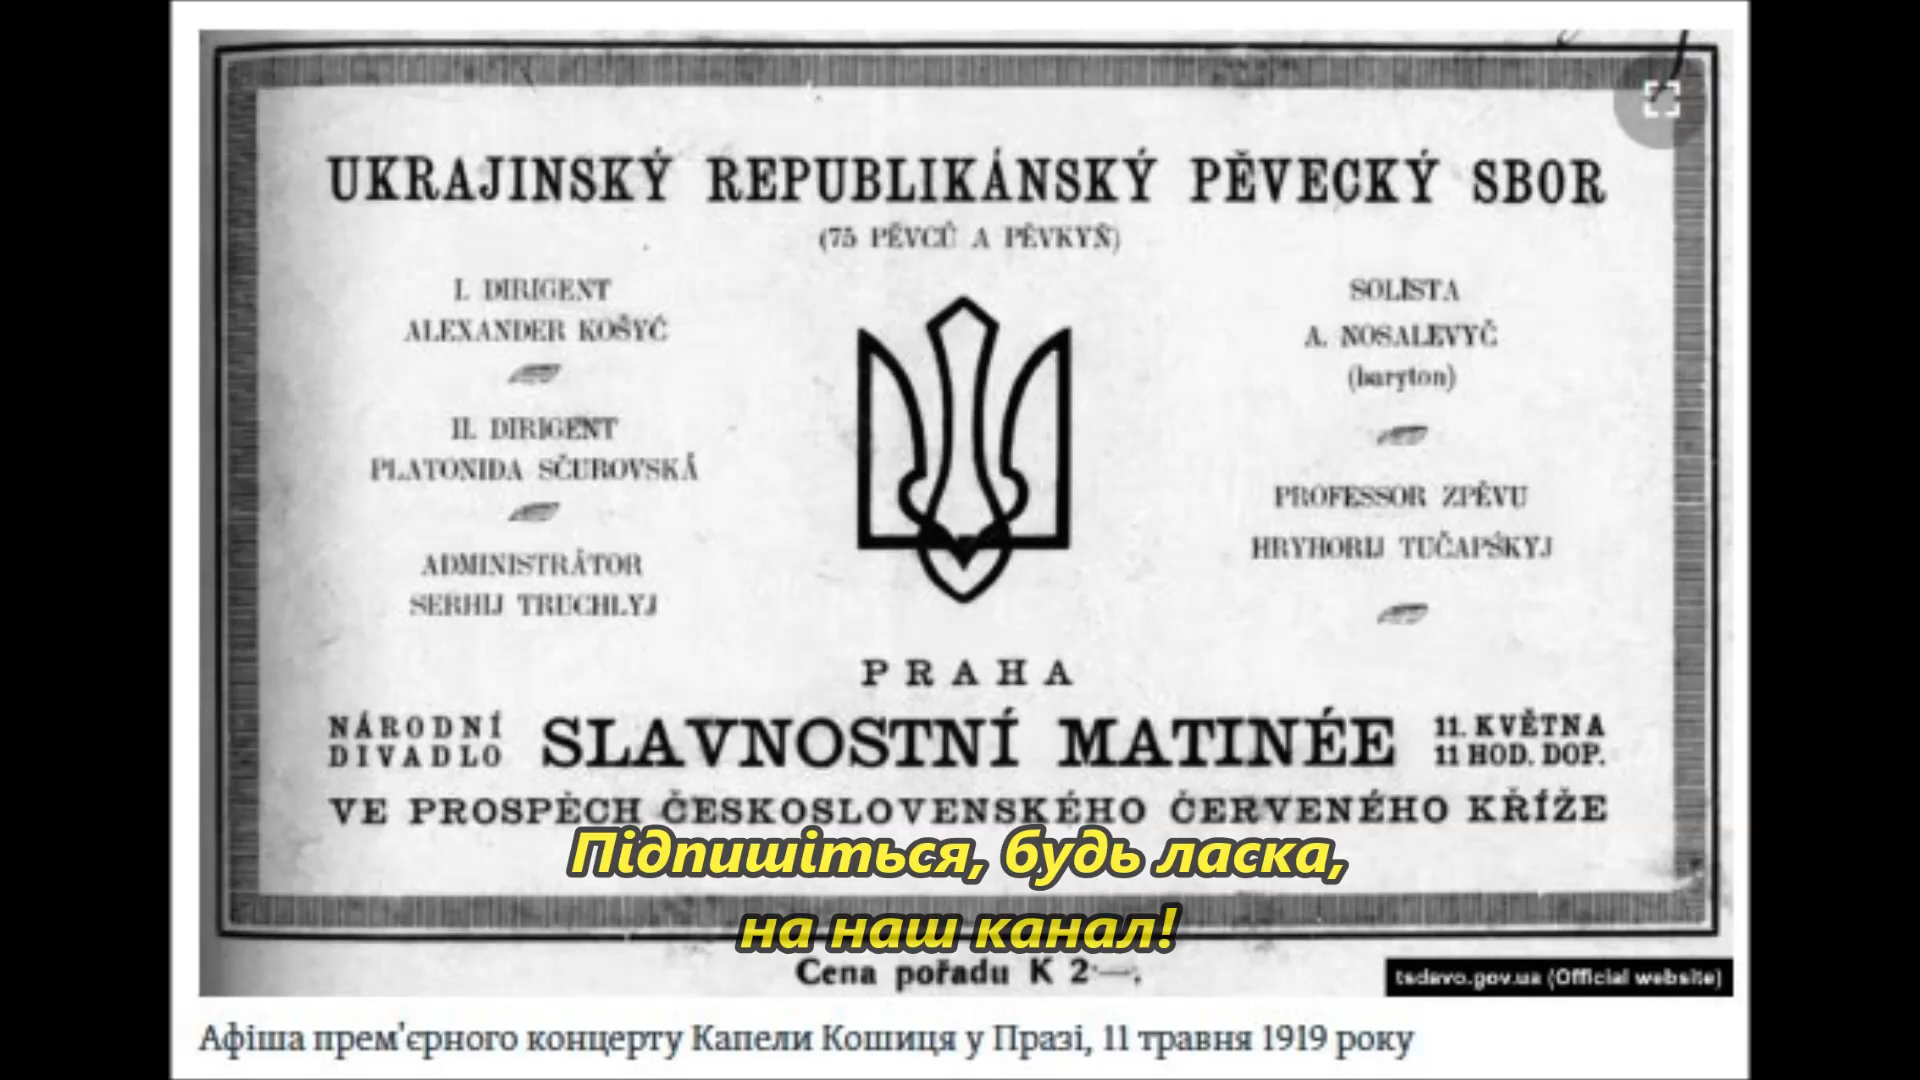 UKRAJINSKÝ REPUBLIKÁNSKÝ PĚVECKÝ SBOR
(75 PĚVCŮ A PĚVKYŇ)
I. DIRIGENT
ALEXANDER KOŠYĆ
II. DIRIGENT
PLATONIDA SČUROVSKÁ
ADMINISTRÁTOR
SERHIJ TRUCHLYJ
SOLISTA
A. NOSALEVYČ
(baryton)
PROFESSOR ZPĚVU
HRYHORIJ TUČAPŚKYJ
PRAHA
NÁRODNÍ DIVADLO
SLAVNOSTNÍ MATINÉE
11. KVĚTNA
11 HOD. DOP.
VE PROSPĚCH ČESKOSLOVENSKÉHO ČERVENÉHO KŘÍŽE
Підпишіться, будь ласка,
на наш канал!
Cena pořadu K 2·—.
tsdavo.gov.ua (Official website)
Афіша прем'єрного концерту Капели Кошиця у Празі, 11 травня 1919 року